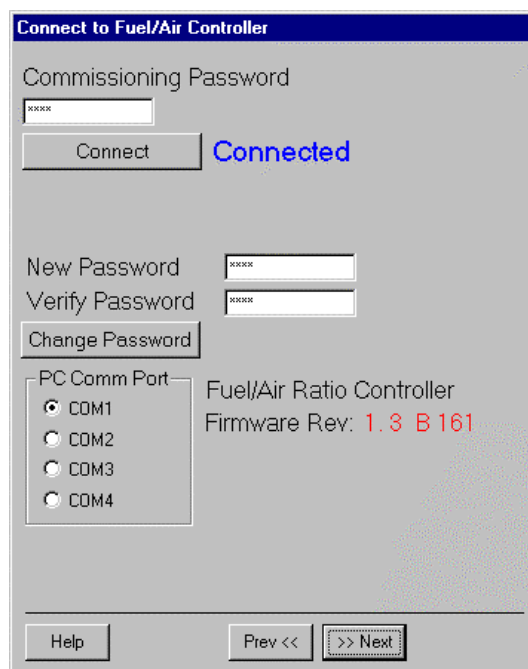 Connect to Fuel/Air Controller
Commissioning Password
****
Connect
Connected
New Password
****
Verify Password
****
Change Password
PC Comm Port
COM1
COM2
COM3
COM4
Fuel/Air Ratio Controller
Firmware Rev: 1. 3 B 161
Help
Prev <<
>> Next